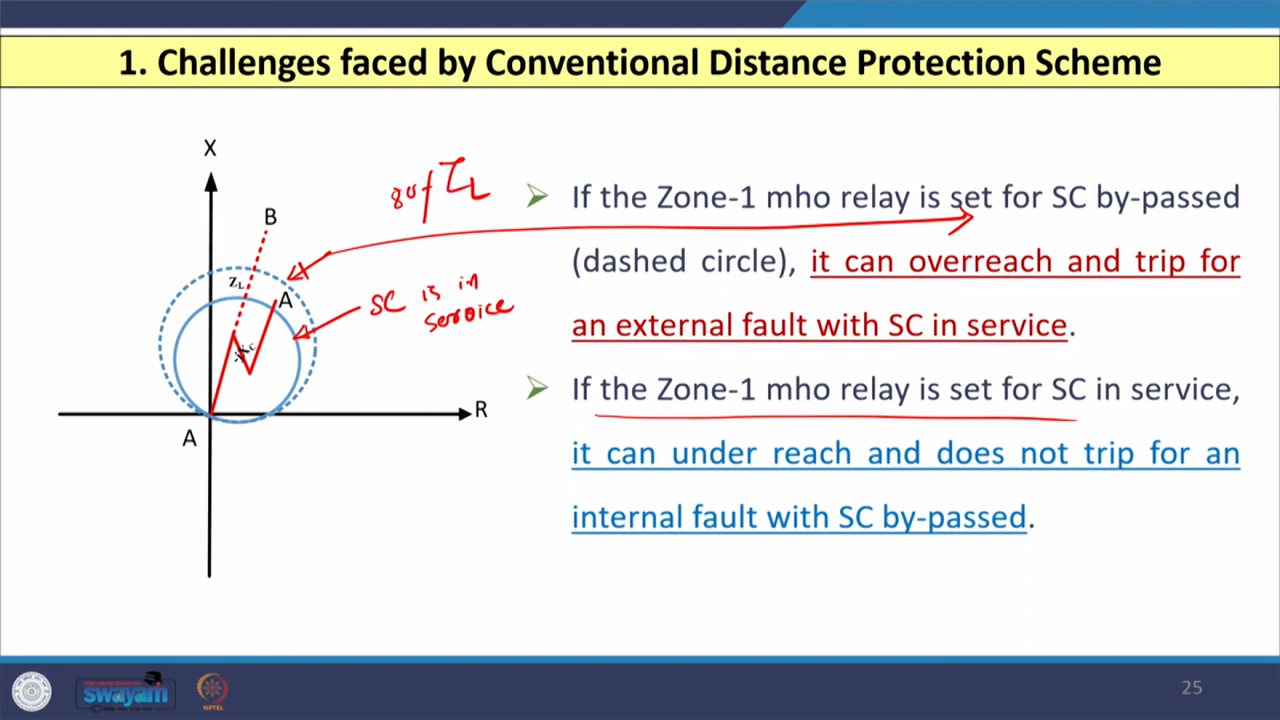 1. Challenges faced by Conventional Distance Protection Scheme
X
B
ZL
A
R
A
80% ZL
SC is in
service
➢ If the Zone-1 mho relay is set for SC by-passed
(dashed circle), it can overreach and trip for
an external fault with SC in service.
➢ If the Zone-1 mho relay is set for SC in service,
it can under reach and does not trip for an
internal fault with SC by-passed.
swayam
NPTEL
25